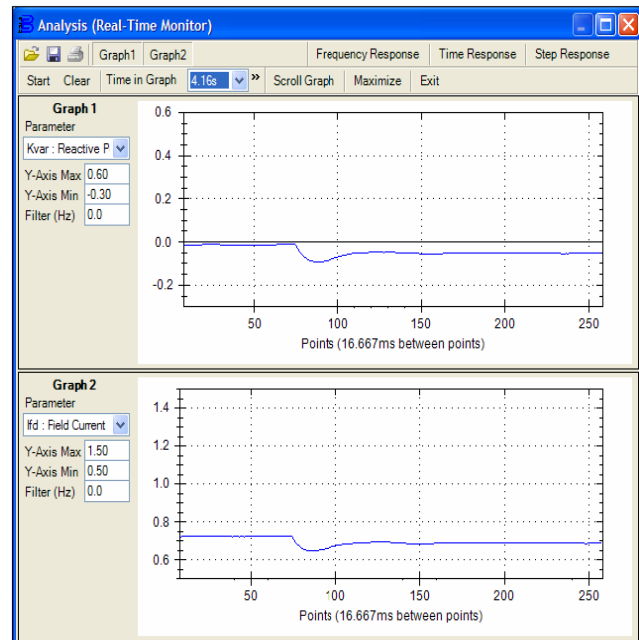 Analysis (Real-Time Monitor)
Graph1 Graph2 Frequency Response Time Response Step Response
Start Clear Time in Graph 4.16s » Scroll Graph Maximize Exit
Graph 1
Parameter
Kvar : Reactive P
Y-Axis Max 0.60
Y-Axis Min -0.30
Filter (Hz) 0.0
0.6
0.4
0.2
0.0
-0.2
50 100 150 200 250
Points (16.667ms between points)
Graph 2
Parameter
Ifd : Field Current
Y-Axis Max 1.50
Y-Axis Min 0.50
Filter (Hz) 0.0
1.4
1.2
1.0
0.8
0.6
50 100 150 200 250
Points (16.667ms between points)